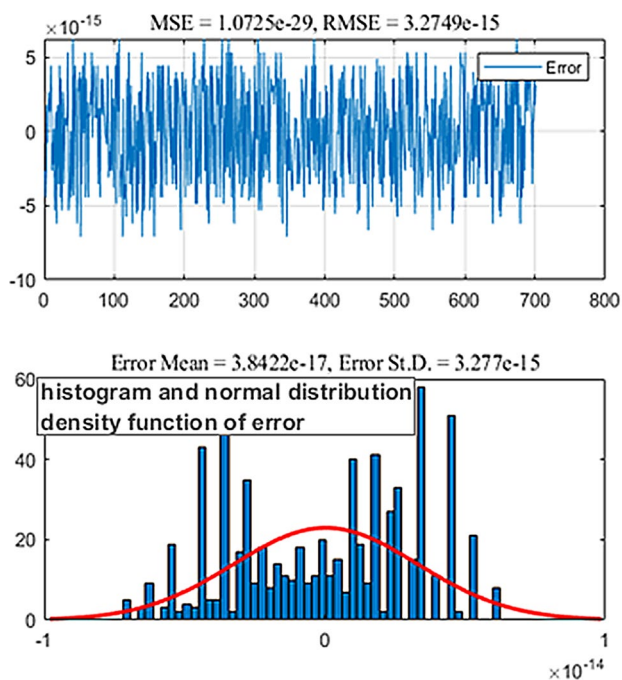 ×10-15
MSE = 1.0725e-29, RMSE = 3.2749e-15
5
Error
0
-5
-10
0 100 200 300 400 500 600 700 800
Error Mean = 3.8422e-17, Error St.D. = 3.277e-15
60
histogram and normal distribution
density function of error
40
20
0
-1 0 1
×10-14